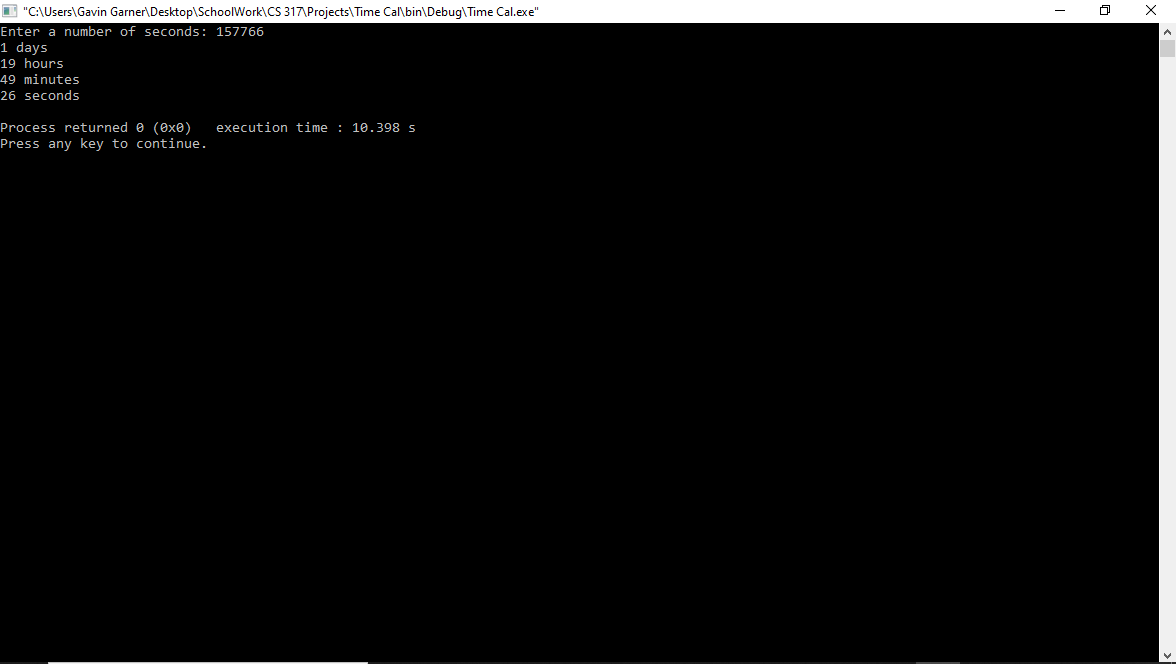 "C:\Users\Gavin Garner\Desktop\SchoolWork\CS 317\Projects\Time Cal\bin\Debug\Time Cal.exe"
Enter a number of seconds: 157766
1 days
19 hours
49 minutes
26 seconds
Process returned 0 (0x0)   execution time : 10.398 s
Press any key to continue.